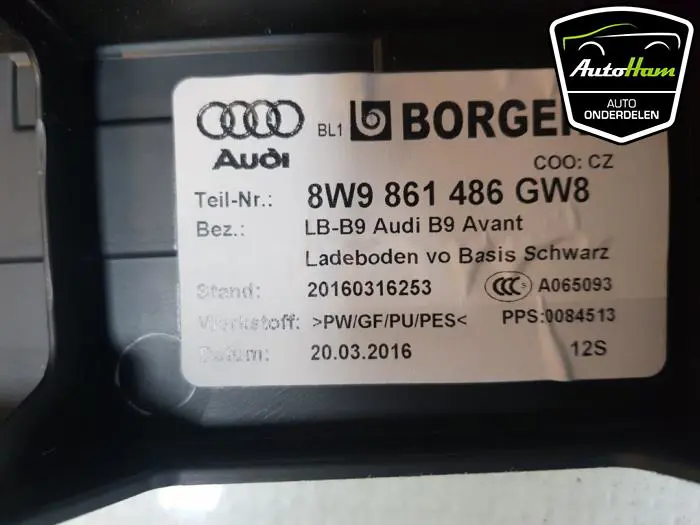 AutoHam
AUTO
ONDERDELEN
Audi
BL1
COO: CZ
Teil-Nr.: 8W9 861 486 GW8
Bez.: LB-B9 Audi B9 Avant
Ladeboden vo Basis Schwarz
Stand: 20160316253 CCC S A065093
Werkstoff: >PW/GF/PU/PES< PPS:0084513
Datum: 20.03.2016 12S